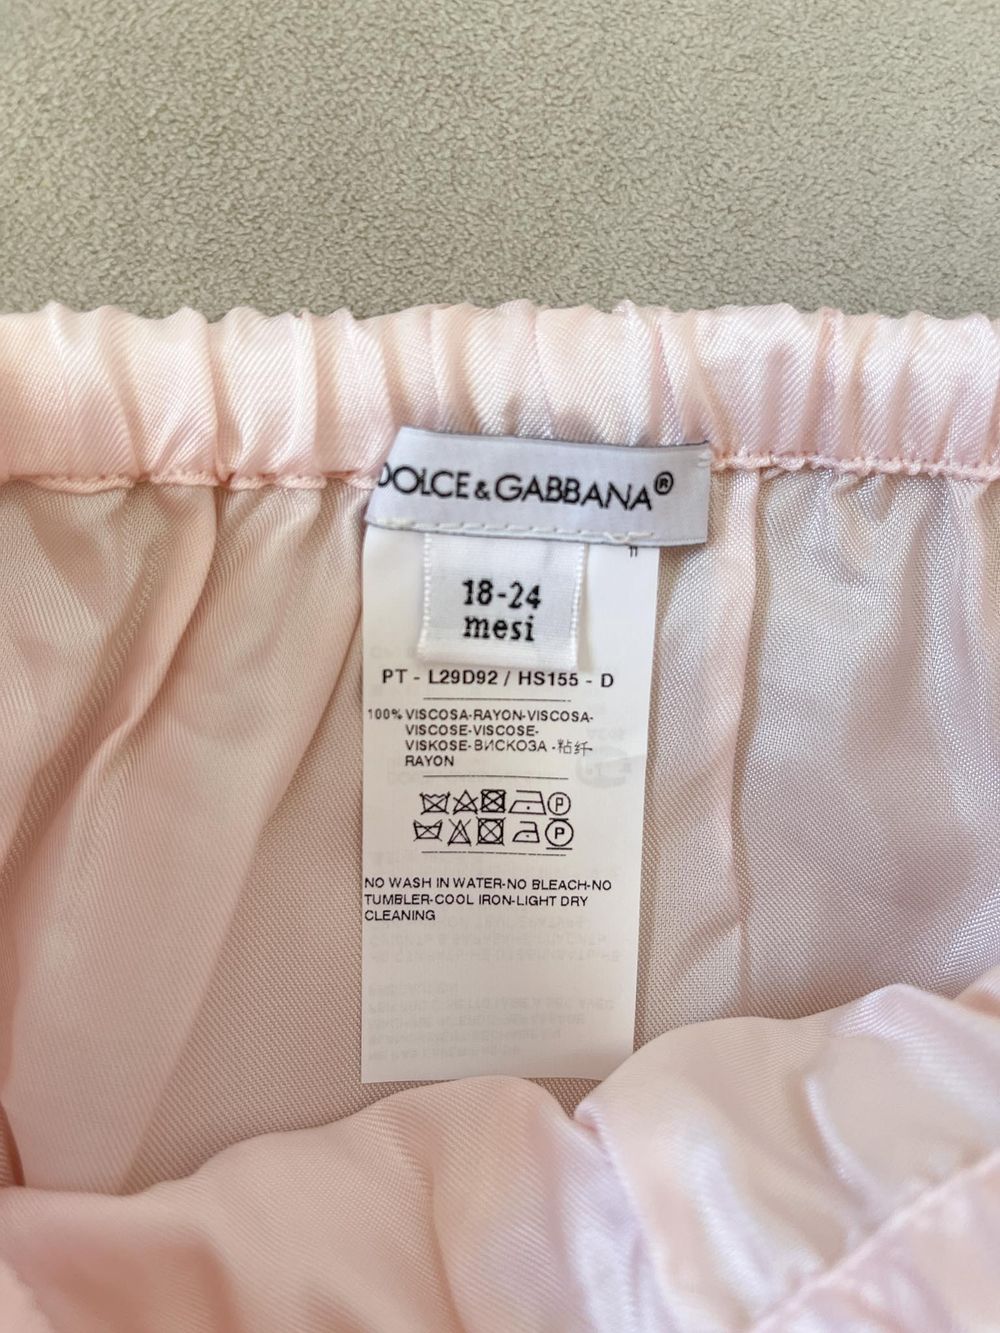 DOLCE & GABBANA®
18-24
mesi
PT - L29D92 / HS155 - D
100% VISCOSA-RAYON-VISCOSA-
VISCOSE-VISCOSE-
VISKOSE-ВИСКОЗА -粘纤-
RAYON
P
P
NO WASH IN WATER-NO BLEACH-NO
TUMBLER-COOL IRON-LIGHT DRY
CLEANING